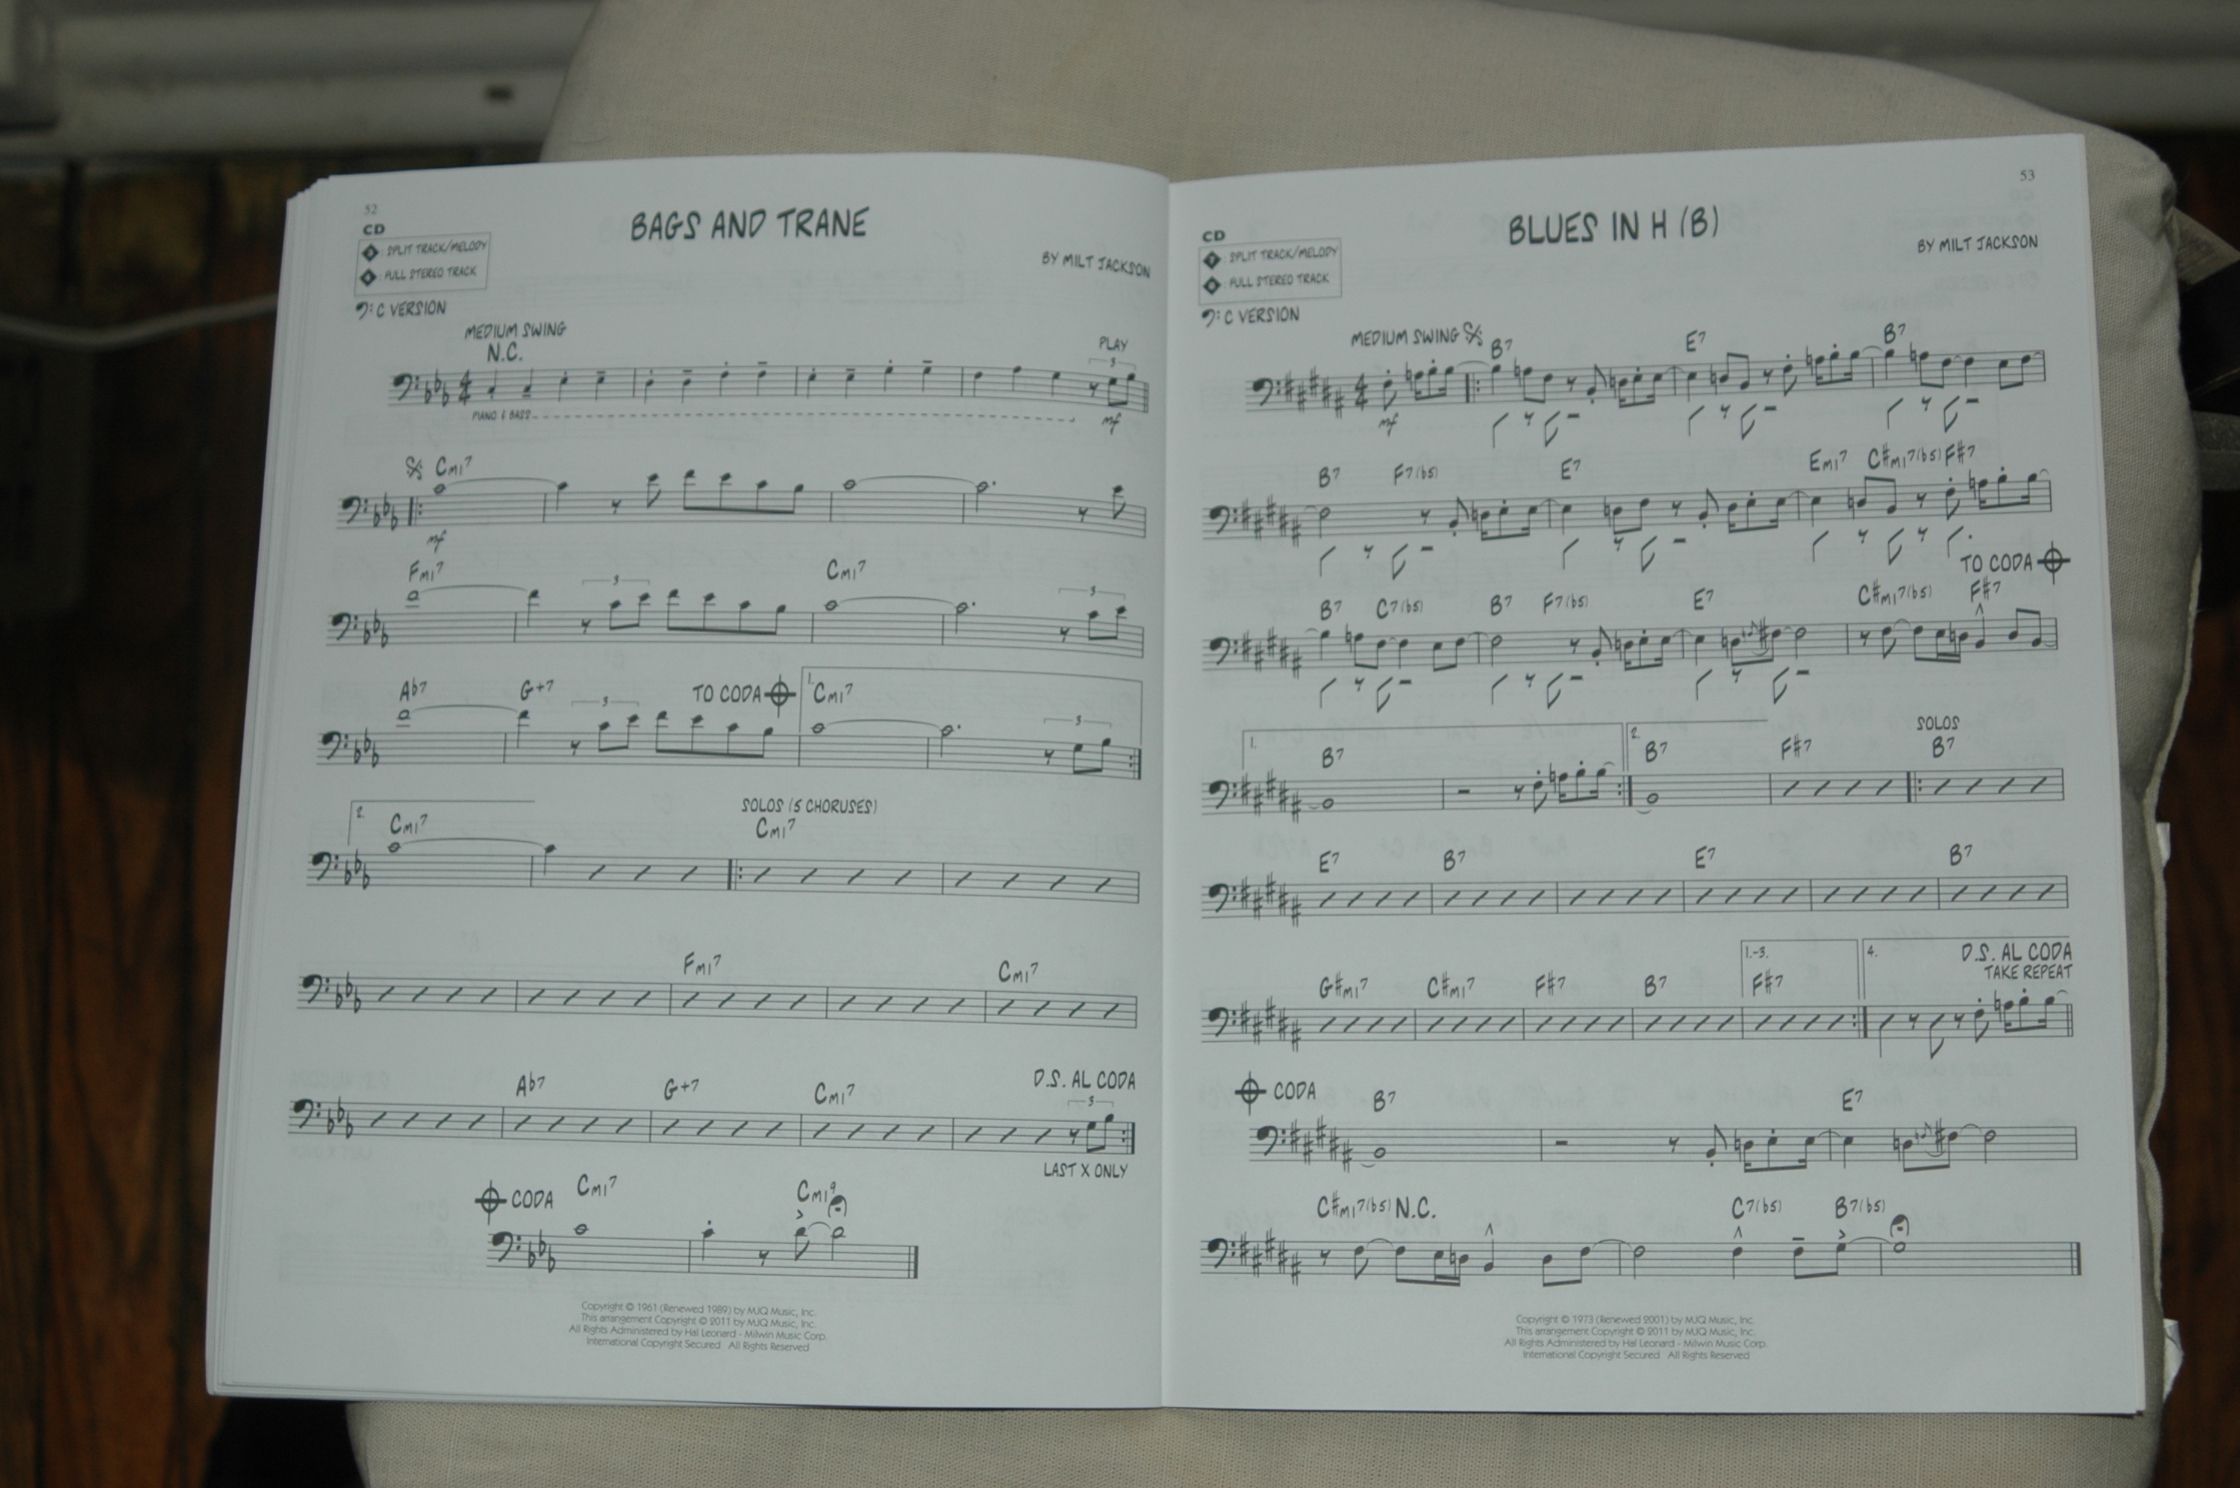 52
CD
SPLIT TRACK/MELODY
FULL STEREO TRACK
BAGS AND TRANE
BY MILT JACKSON
C VERSION
MEDIUM SWING
N.C.
PLAY
3
PIANO & BASS
mf
Cmi7
mf
Fmi7 3 Cmi7 3
Ab7 G+7 3 TO CODA 1. Cmi7 3
2. Cmi7 SOLOS (5 CHORUSES) Cmi7
Fmi7 Cmi7
Ab7 G+7 Cmi7 D.S. AL CODA
3
LAST X ONLY
CODA Cmi7 Cmi9
Copyright © 1961 (Renewed 1989) by MJQ Music, Inc.
This arrangement Copyright © 2011 by MJQ Music, Inc.
All Rights Administered by Hal Leonard - Milwin Music Corp.
International Copyright Secured All Rights Reserved
53
CD
7 SPLIT TRACK/MELODY
8 FULL STEREO TRACK
BLUES IN H (B)
BY MILT JACKSON
C VERSION
MEDIUM SWING
B7 E7 B7
mf
B7 F7(b5) E7 Emi7 C#mi7(b5) F#7
TO CODA
B7 C7(b5) B7 F7(b5) E7 C#mi7(b5) F#7
1. B7 2. B7 F#7 SOLOS B7
E7 B7 E7 B7
G#mi7 C#mi7 F#7 B7 1.-3. F#7 4. D.S. AL CODA
TAKE REPEAT
CODA B7 E7
C#mi7(b5) N.C. C7(b5) B7(b5)
Copyright © 1973 (Renewed 2001) by MJQ Music, Inc.
This arrangement Copyright © 2011 by MJQ Music, Inc.
All Rights Administered by Hal Leonard - Milwin Music Corp.
International Copyright Secured All Rights Reserved